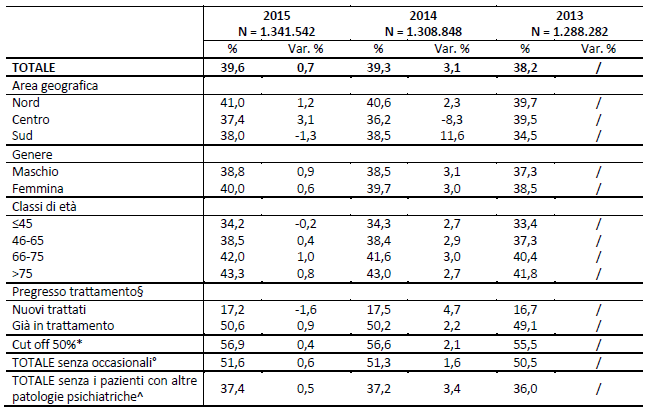 2015 2014 2013
N = 1.341.542 N = 1.308.848 N = 1.288.282
% Var. % % Var. % % Var. %
TOTALE 39,6 0,7 39,3 3,1 38,2 /
Area geografica
Nord 41,0 1,2 40,6 2,3 39,7 /
Centro 37,4 3,1 36,2 -8,3 39,5 /
Sud 38,0 -1,3 38,5 11,6 34,5 /
Genere
Maschio 38,8 0,9 38,5 3,1 37,3 /
Femmina 40,0 0,6 39,7 3,0 38,5 /
Classi di età
≤45 34,2 -0,2 34,3 2,7 33,4 /
46-65 38,5 0,4 38,4 2,9 37,3 /
66-75 42,0 1,0 41,6 3,0 40,4 /
>75 43,3 0,8 43,0 2,7 41,8 /
Pregresso trattamento§
Nuovi trattati 17,2 -1,6 17,5 4,7 16,7 /
Già in trattamento 50,6 0,9 50,2 2,2 49,1 /
Cut off 50%* 56,9 0,4 56,6 2,1 55,5 /
TOTALE senza occasionali° 51,6 0,6 51,3 1,6 50,5 /
TOTALE senza i pazienti con altre
patologie psichiatriche^ 37,4 0,5 37,2 3,4 36,0 /